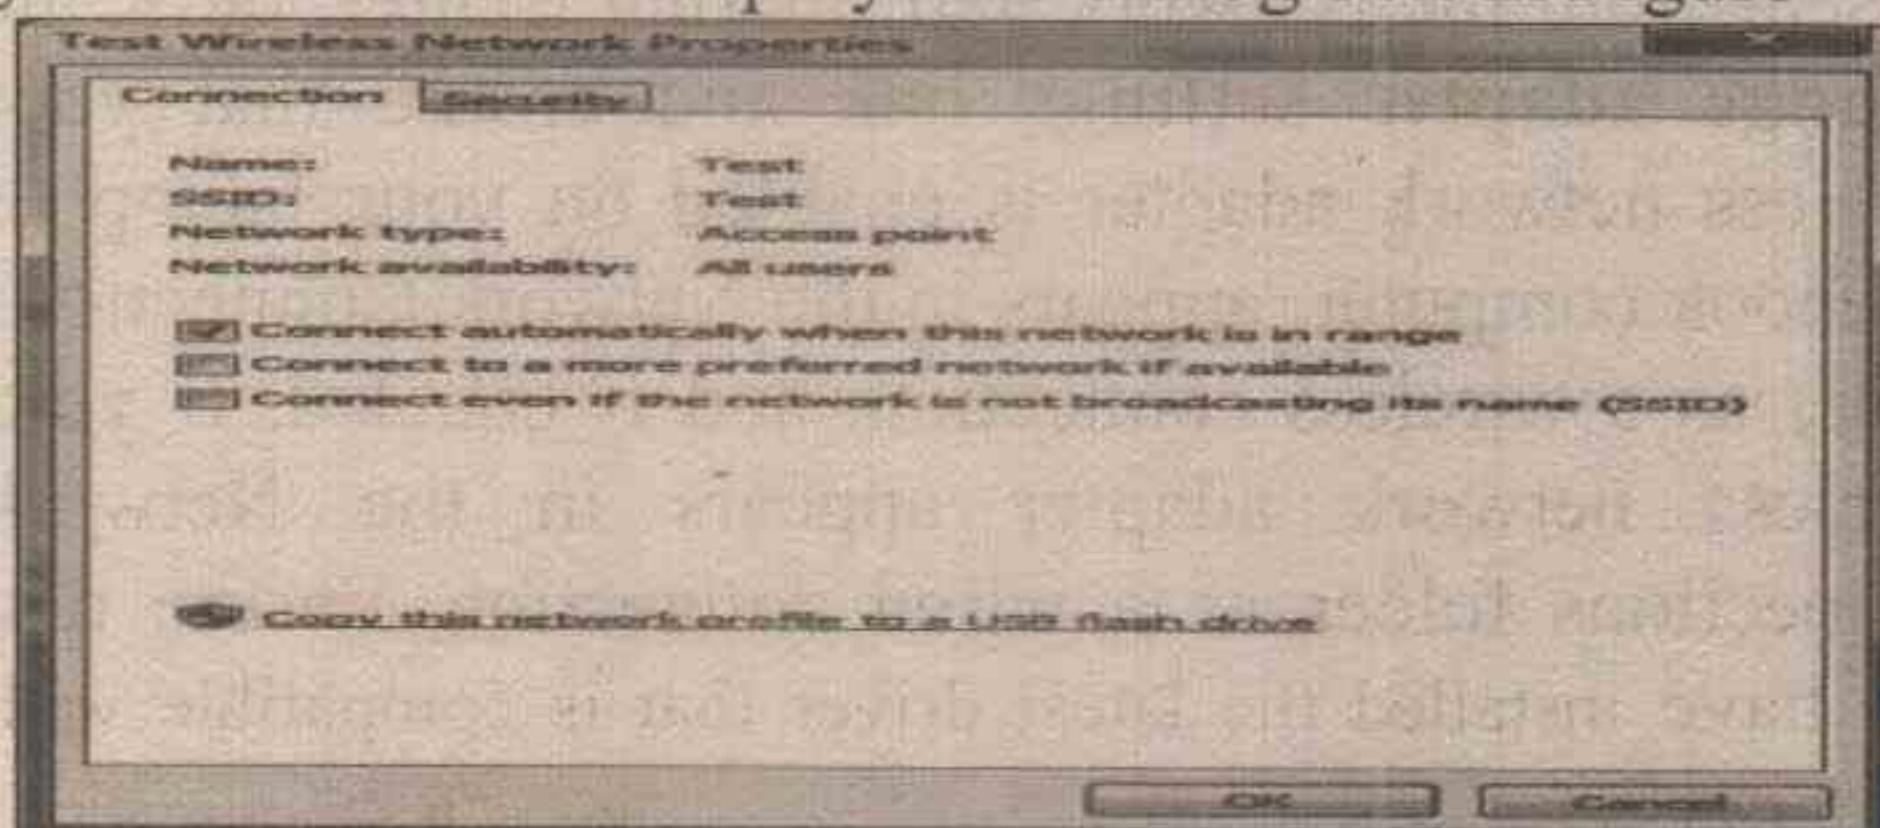 Test Wireless Network Properties
Connection Security
Name: Test
SSID: Test
Network type: Access point
Network availability: All users
Connect automatically when this network is in range
Connect to a more preferred network if available
Connect even if the network is not broadcasting its name (SSID)
Copy this network profile to a USB flash drive
OK Cancel